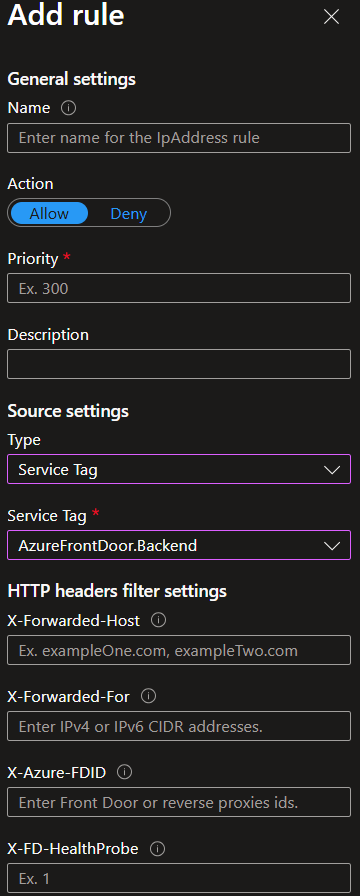 Add rule
General settings
Name
Enter name for the IpAddress rule
Action
Allow Deny
Priority *
Ex. 300
Description
Source settings
Type
Service Tag
Service Tag *
AzureFrontDoor.Backend
HTTP headers filter settings
X-Forwarded-Host
Ex. exampleOne.com, exampleTwo.com
X-Forwarded-For
Enter IPv4 or IPv6 CIDR addresses.
X-Azure-FDID
Enter Front Door or reverse proxies ids.
X-FD-HealthProbe
Ex. 1